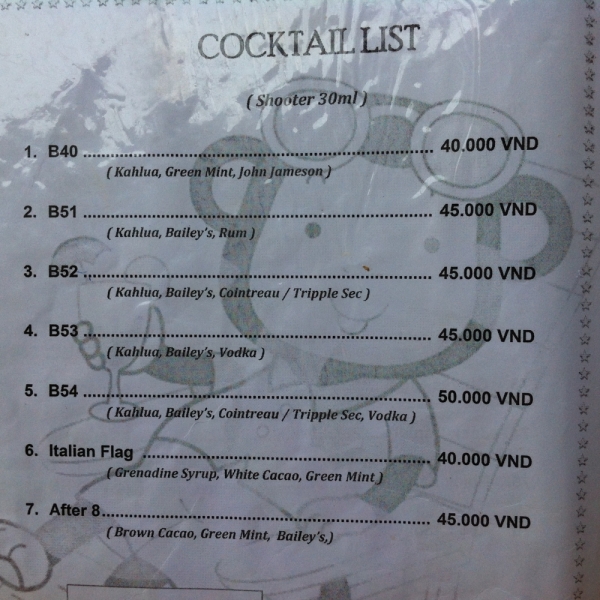 COCKTAIL LIST
( Shooter 30ml )
1. B40 ........................................ 40.000 VND
( Kahlua, Green Mint, John Jameson )
2. B51 ........................................ 45.000 VND
( Kahlua, Bailey's, Rum )
3. B52 ........................................ 45.000 VND
( Kahlua, Bailey's, Cointreau / Tripple Sec )
4. B53 ........................................ 45.000 VND
( Kahlua, Bailey's, Vodka )
5. B54 ........................................ 50.000 VND
( Kahlua, Bailey's, Cointreau / Tripple Sec, Vodka )
6. Italian Flag ........................................ 40.000 VND
( Grenadine Syrup, White Cacao, Green Mint )
7. After 8........................................ 45.000 VND
( Brown Cacao, Green Mint, Bailey's,)